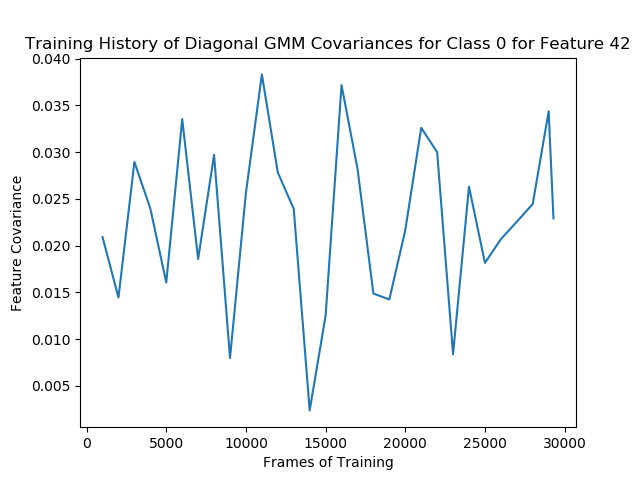 Training History of Diagonal GMM Covariances for Class 0 for Feature 42
0.040
0.035
0.030
0.025
0.020
0.015
0.010
0.005
Feature Covariance
0 5000 10000 15000 20000 25000 30000
Frames of Training